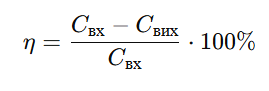 η = (Cвх − Cвих) / Cвх · 100%